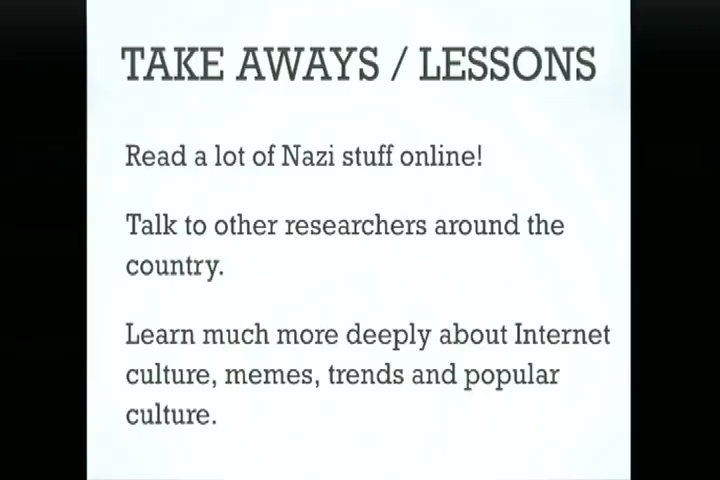 TAKE AWAYS / LESSONS
Read a lot of Nazi stuff online!
Talk to other researchers around the
country.
Learn much more deeply about Internet
culture, memes, trends and popular
culture.